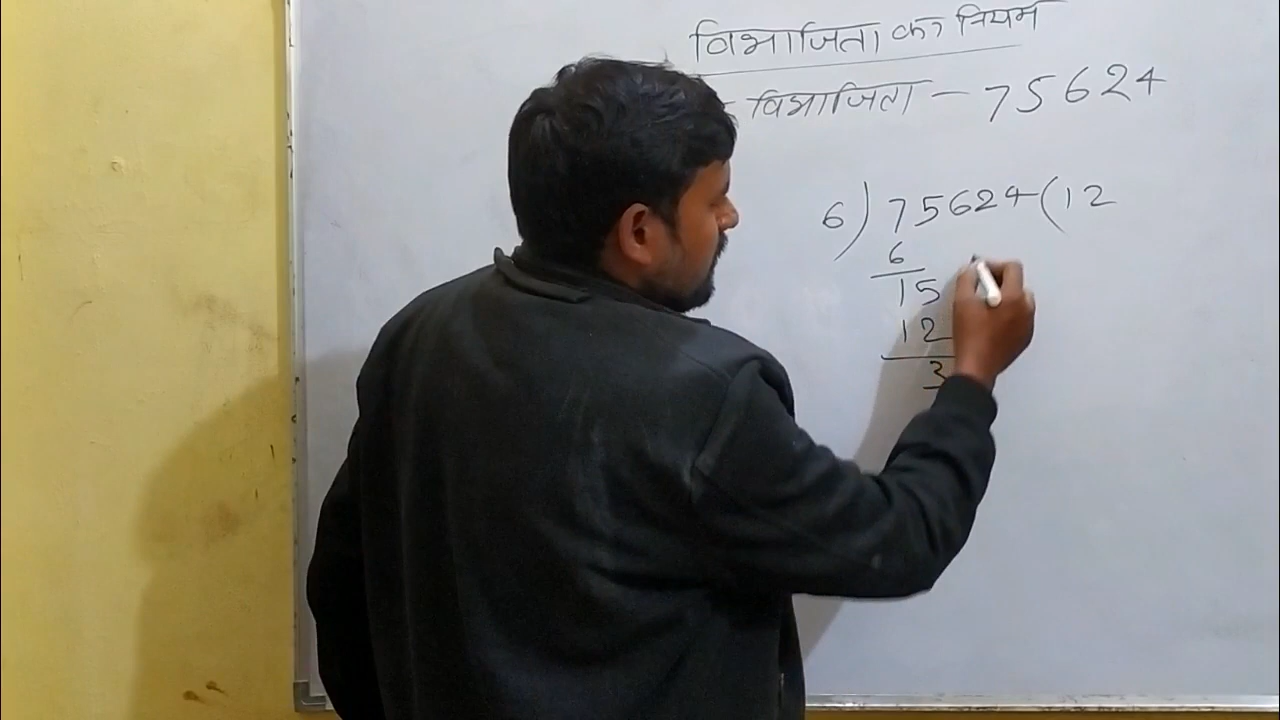 विभाजिता का नियम
- विभाजिता - 75624
6) 75624 (12
6
15
12
3